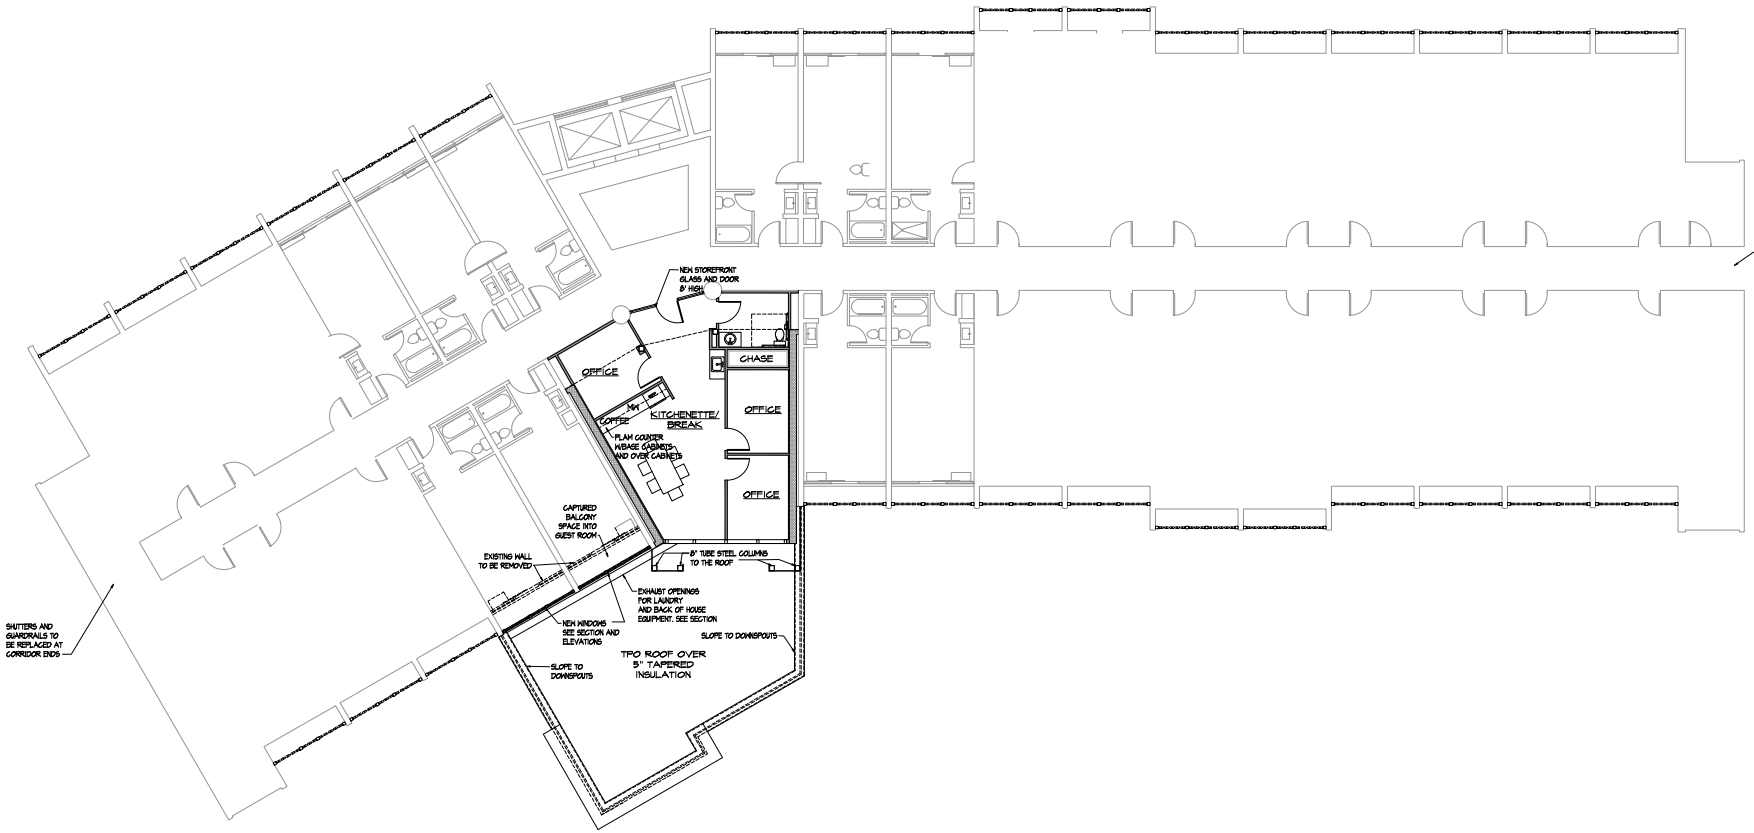 NEW STOREFRONT
GLASS AND DOOR
8' HIGH
CHASE
OFFICE
OFFICE
COFFEE
KITCHENETTE/
BREAK
PLAM COUNTER
W/BASE CABINETS
AND OVER CABINETS
OFFICE
CAPTURED
BALCONY
SPACE INTO
GUEST ROOM
EXISTING WALL
TO BE REMOVED
8" TUBE STEEL COLUMNS
TO THE ROOF
EXHAUST OPENINGS
FOR LAUNDRY
AND BACK OF HOUSE
EQUIPMENT. SEE SECTION
NEW WINDOWS
SEE SECTION AND
ELEVATIONS
SHUTTERS AND
GUARDRAILS TO
BE REPLACED AT
CORRIDOR ENDS
SLOPE TO DOWNSPOUTS
TPO ROOF OVER
5" TAPERED
INSULATION
SLOPE TO
DOWNSPOUTS